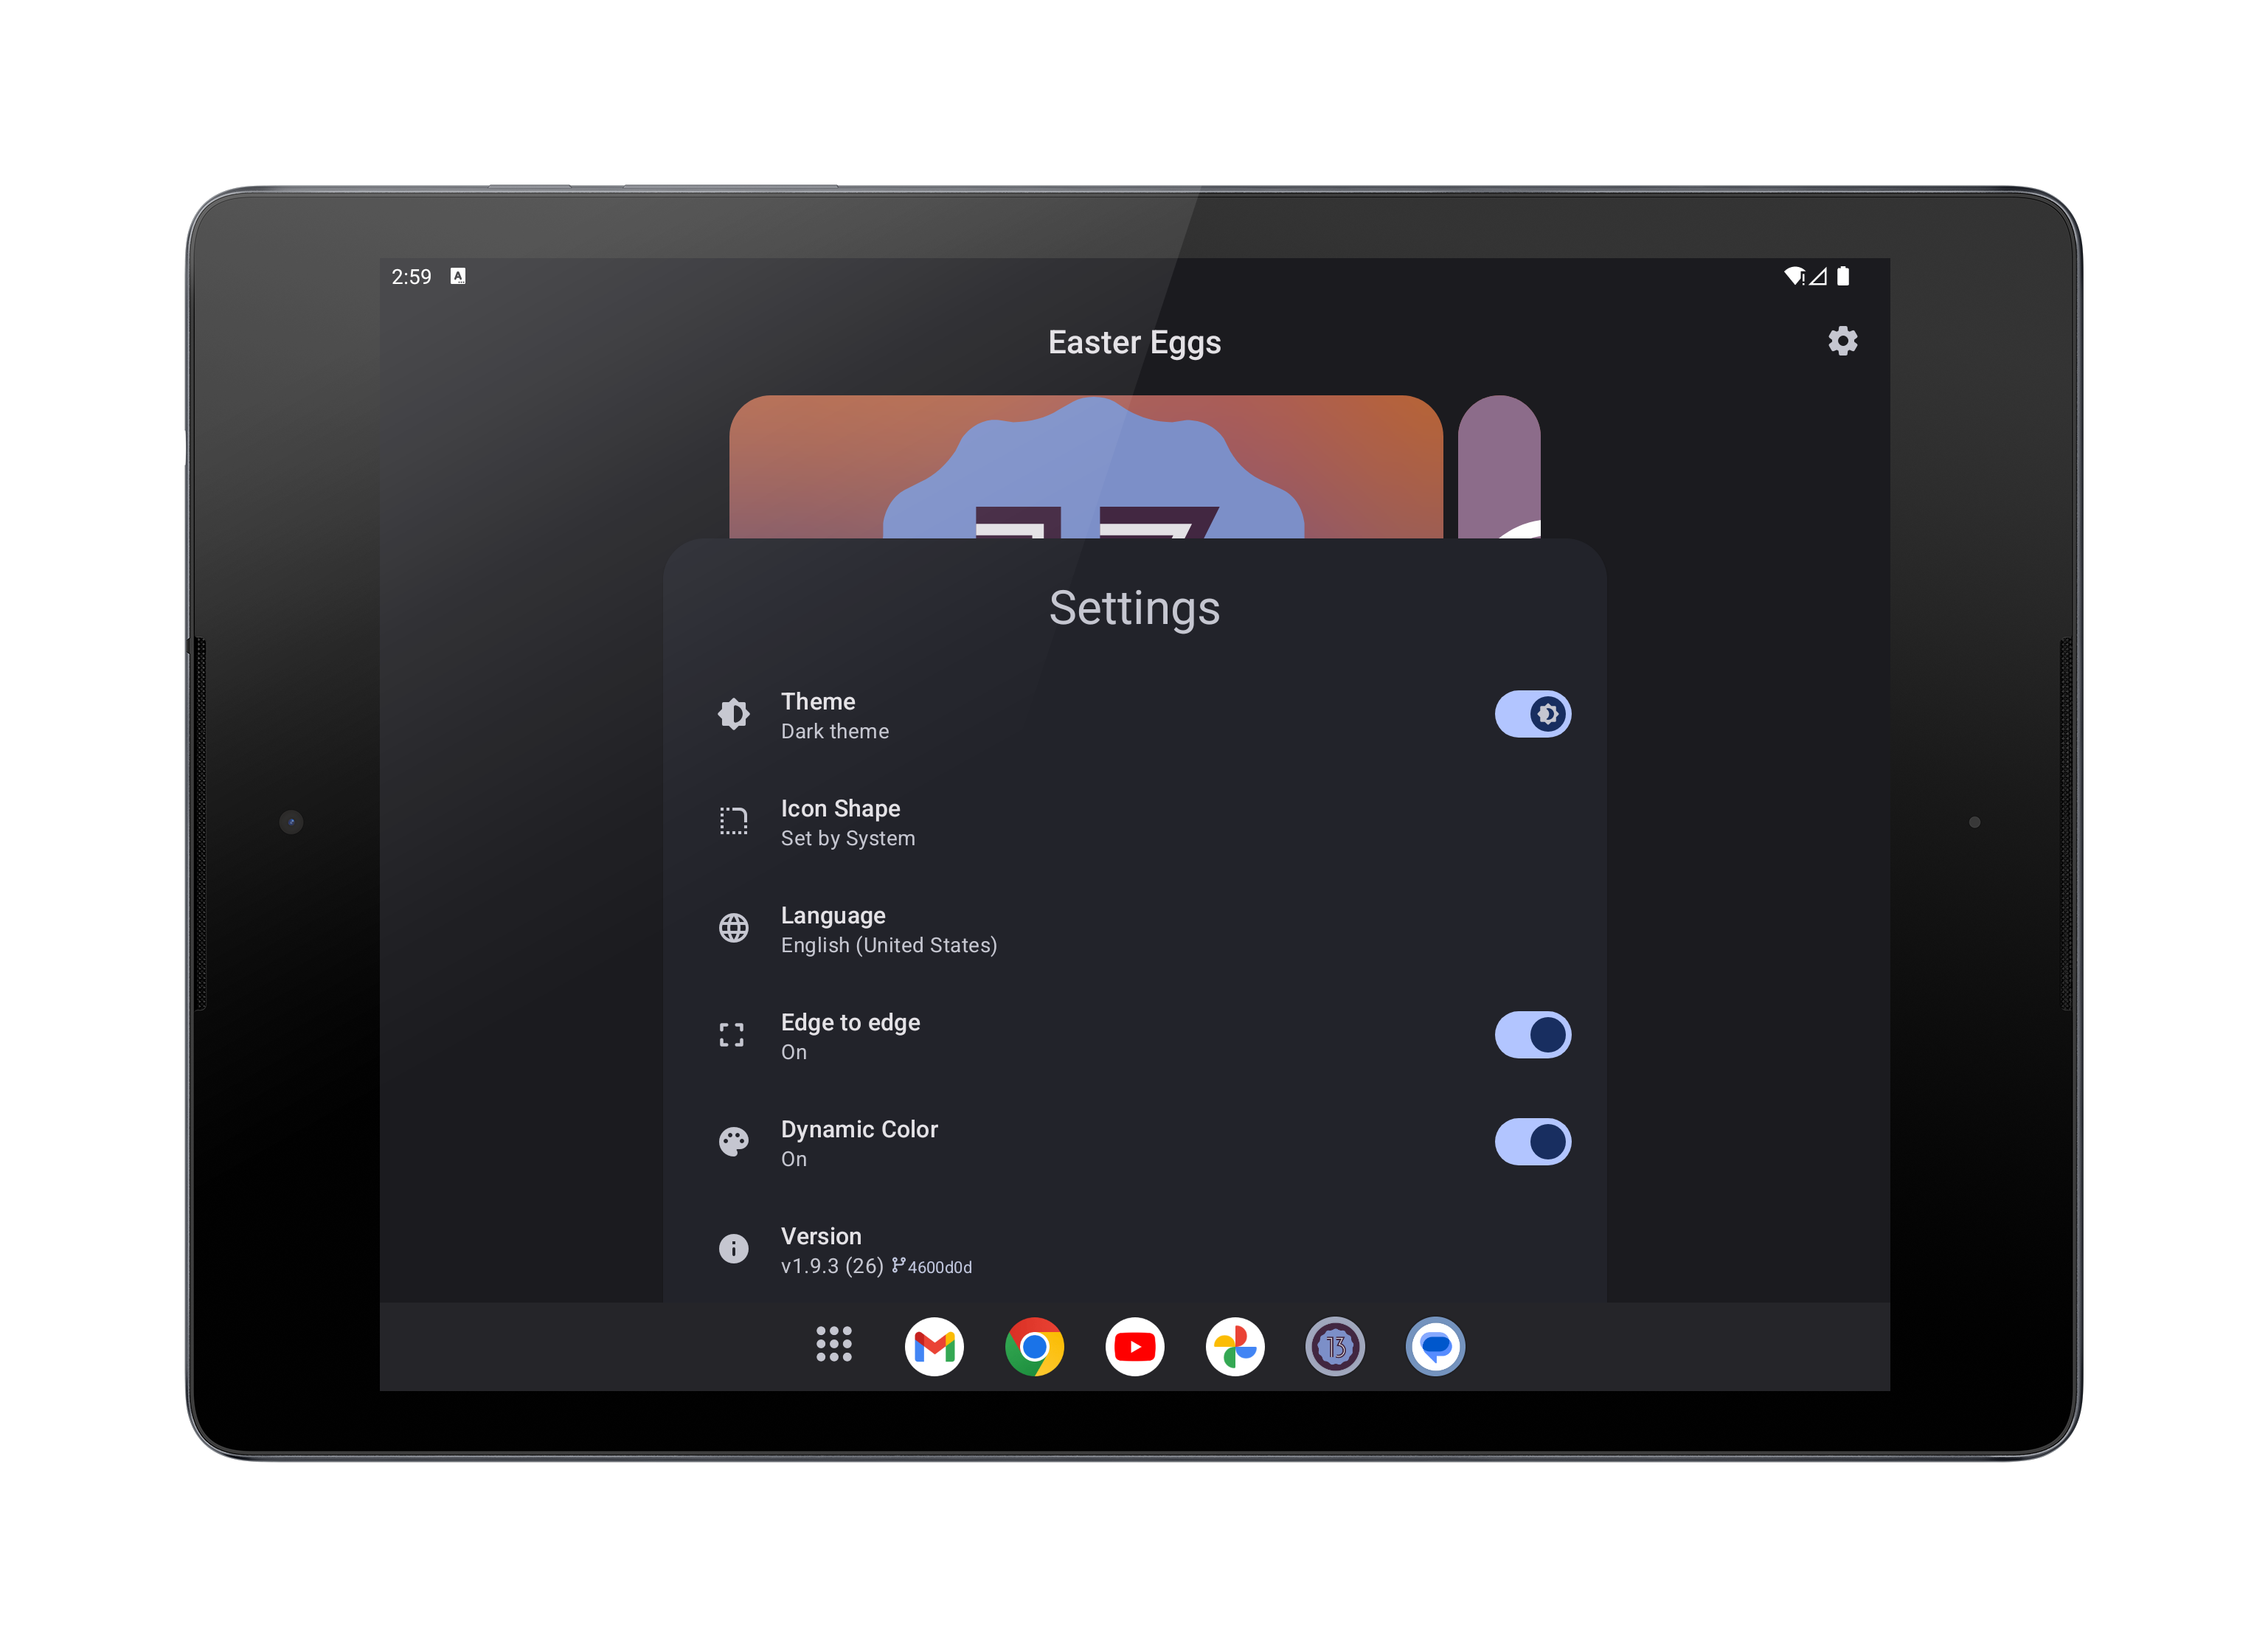 2:59 A
Easter Eggs
Settings
Theme
Dark theme
Icon Shape
Set by System
Language
English (United States)
Edge to edge
On
Dynamic Color
On
Version
v1.9.3 (26) 4600d0d
13